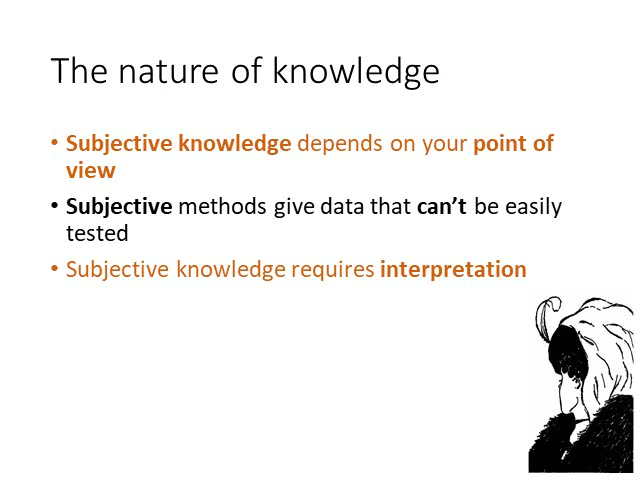 The nature of knowledge
• Subjective knowledge depends on your point of
view
• Subjective methods give data that can’t be easily
tested
• Subjective knowledge requires interpretation